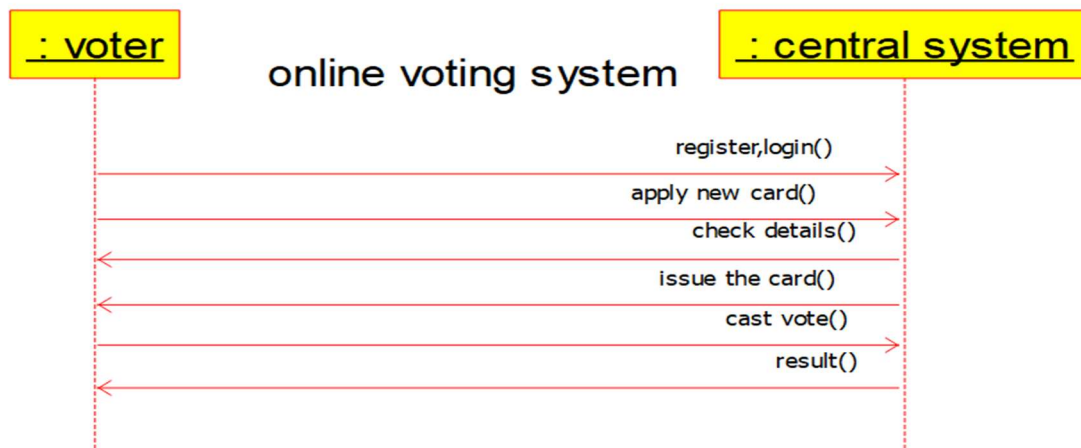 : voter
: central system
online voting system
register,login()
apply new card()
check details()
issue the card()
cast vote()
result()